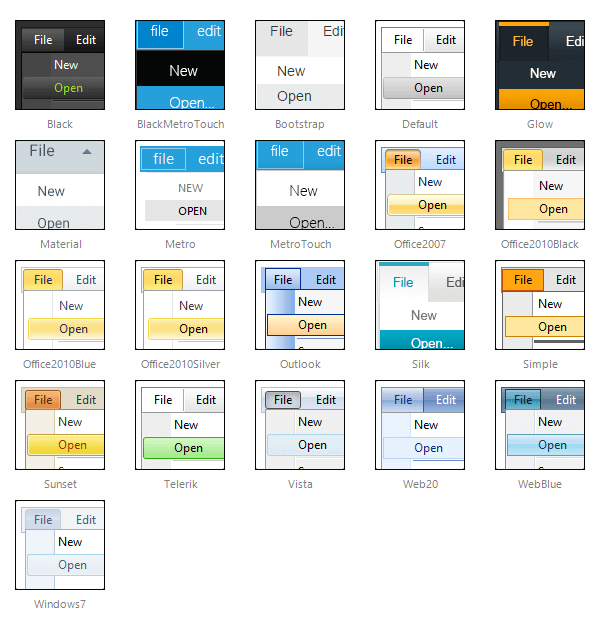 File Edit
New
Open
Black
file edit
New
Open...
BlackMetroTouch
File
New
Open
Bootstrap
File Edit
New
Open
Default
File Edi
New
Open...
Glow
File
New
Open
Material
file edit
NEW
OPEN
Metro
file edit
New
Open...
MetroTouch
File Edit
New
Open
Office2007
File Edit
New
Open
Office2010Black
File Edit
New
Open
Office2010Blue
File Edit
New
Open
Office2010Silver
File Edit
New
Open
Outlook
File Edi
New
Open...
Silk
File Edit
New
Open
Simple
File Edit
New
Open
Sunset
File Edit
New
Open
Telerik
File Edit
New
Open
Vista
File Edit
New
Open
Web20
File Edit
New
Open
WebBlue
File Edit
New
Open
Windows7